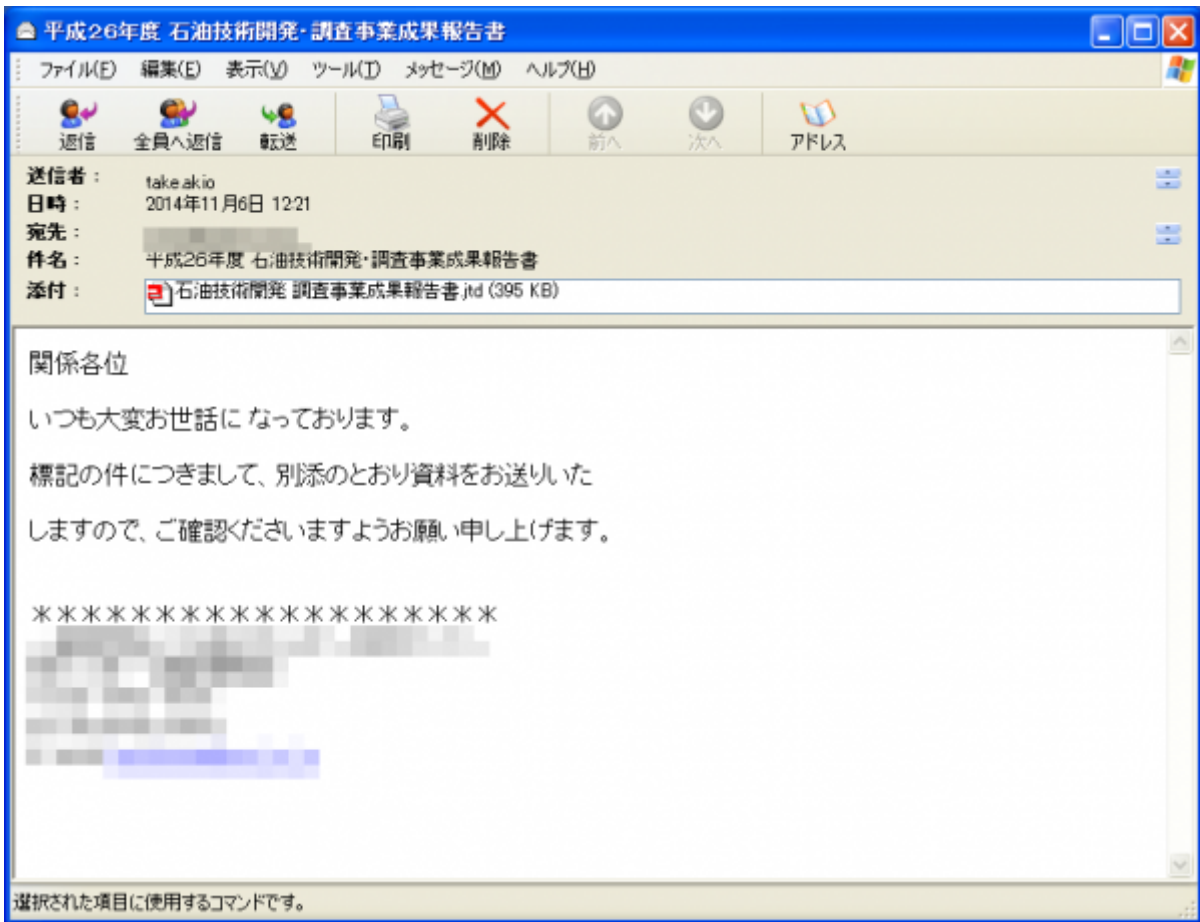 平成26年度 石油技術開発・調査事業成果報告書
ファイル(F) 編集(E) 表示(V) ツール(T) メッセージ(M) ヘルプ(H)
返信 全員へ返信 転送 印刷 削除 前へ 次へ アドレス
送信者： take.akio
日時： 2014年11月6日 12:21
宛先：
件名： 平成26年度 石油技術開発・調査事業成果報告書
添付： 石油技術開発 調査事業成果報告書.jtd (395 KB)
関係各位
いつも大変お世話に なっております。
標記の件につきまして、別添のとおり資料をお送りいた
しますので、ご確認くださいますようお願い申し上げます。
＊＊＊＊＊＊＊＊＊＊＊＊＊＊＊＊＊＊＊
選択された項目に使用するコマンドです。